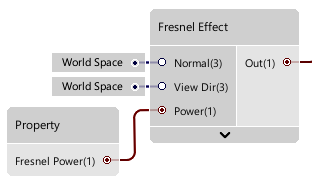 Fresnel Effect
World Space
Normal(3)
Out(1)
World Space
View Dir(3)
Power(1)
Property
Fresnel Power(1)